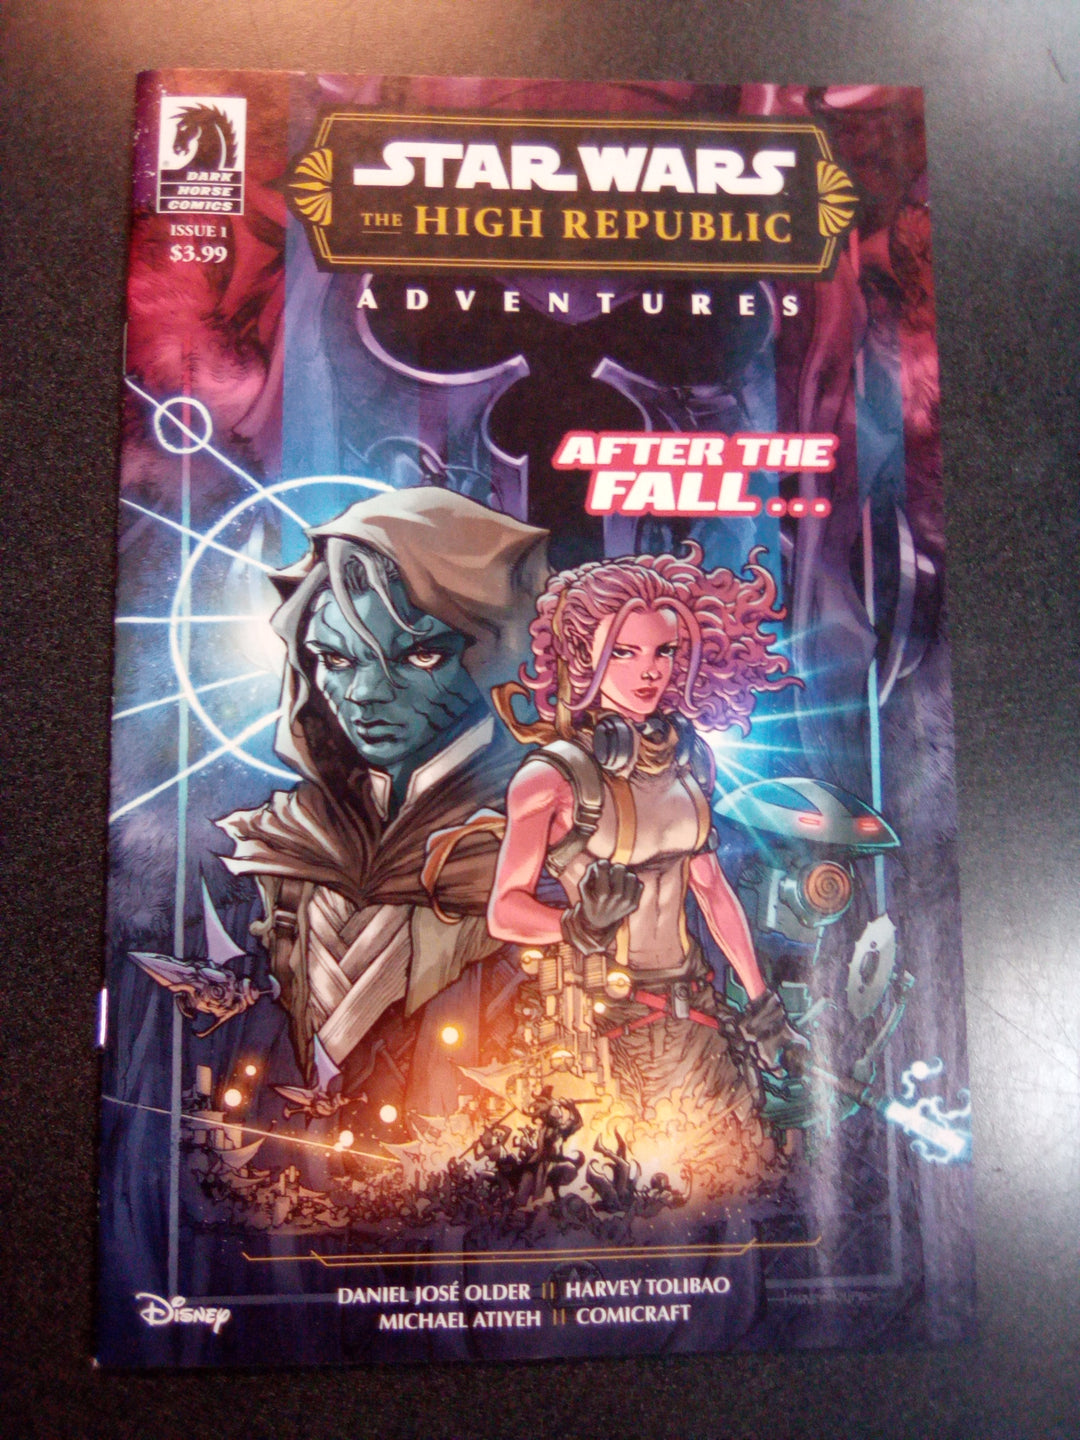 DARK
HORSE
COMICS
ISSUE 1
$3.99
STAR WARS
THE HIGH REPUBLIC
ADVENTURES
AFTER THE
FALL...
DANIEL JOSÉ OLDER || HARVEY TOLIBAO
MICHAEL ATIYEH || COMICRAFT
Disney